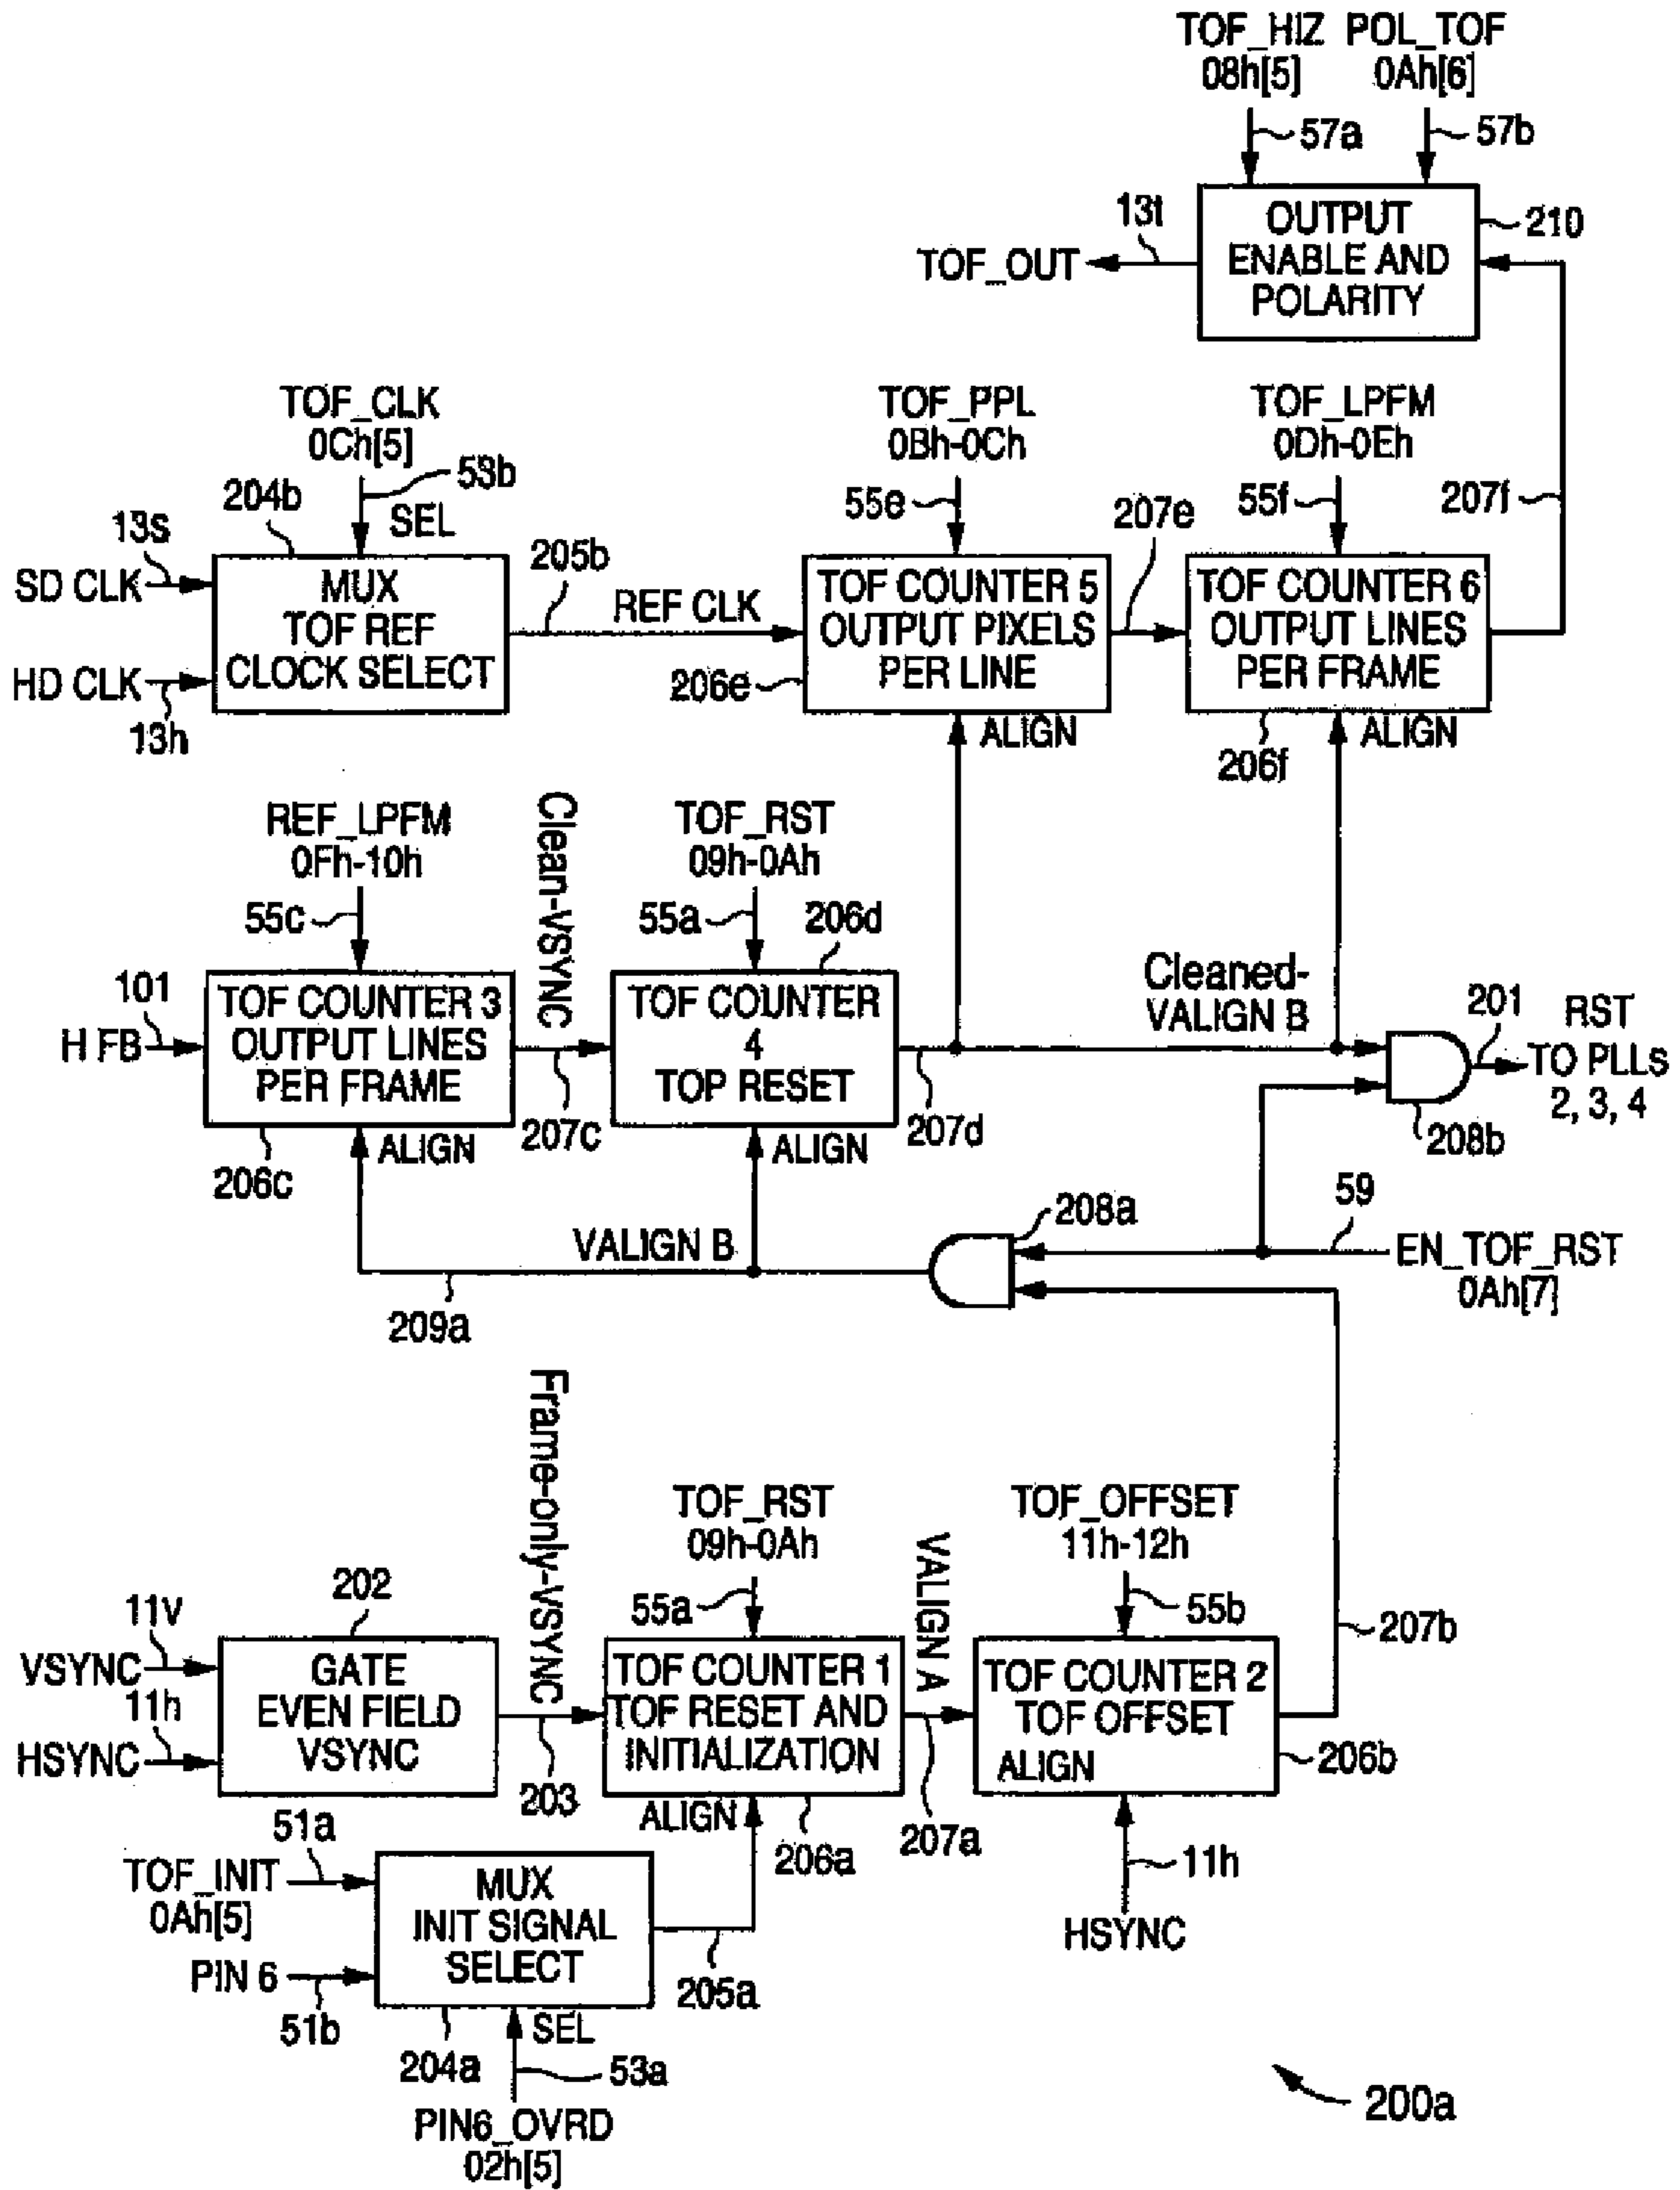 TOF_HIZ
08h[5]
POL_TOF
0Ah[6]
57a
57b
13t
OUTPUT
ENABLE AND
POLARITY
210
TOF_OUT
TOF_CLK
0Ch[5]
53b
SEL
204b
13s
SD CLK
HD CLK
13h
MUX
TOF REF
CLOCK SELECT
205b
REF CLK
TOF_PPL
0Bh-0Ch
55e
TOF COUNTER 5
OUTPUT PIXELS
PER LINE
206e
ALIGN
207e
TOF_LPFM
0Dh-0Eh
55f
TOF COUNTER 6
OUTPUT LINES
PER FRAME
206f
ALIGN
207f
REF_LPFM
0Fh-10h
55c
101
H FB
TOF COUNTER 3
OUTPUT LINES
PER FRAME
206c
ALIGN
Clean-VSYNC
207c
TOF_RST
09h-0Ah
55a
206d
TOF COUNTER
4
TOP RESET
ALIGN
207d
Cleaned-
VALIGN B
201
RST
TO PLLs
2, 3, 4
208b
VALIGN B
209a
208a
59
EN_TOF_RST
0Ah[7]
Frame-only-VSYNC
202
11v
VSYNC
11h
HSYNC
GATE
EVEN FIELD
VSYNC
203
TOF_RST
09h-0Ah
55a
TOF COUNTER 1
TOF RESET AND
INITIALIZATION
ALIGN
206a
VALIGN A
207a
TOF_OFFSET
11h-12h
55b
TOF COUNTER 2
TOF OFFSET
ALIGN
206b
207b
11h
HSYNC
51a
TOF_INIT
0Ah[5]
PIN 6
51b
MUX
INIT SIGNAL
SELECT
205a
204a
SEL
53a
PIN6_OVRD
02h[5]
200a